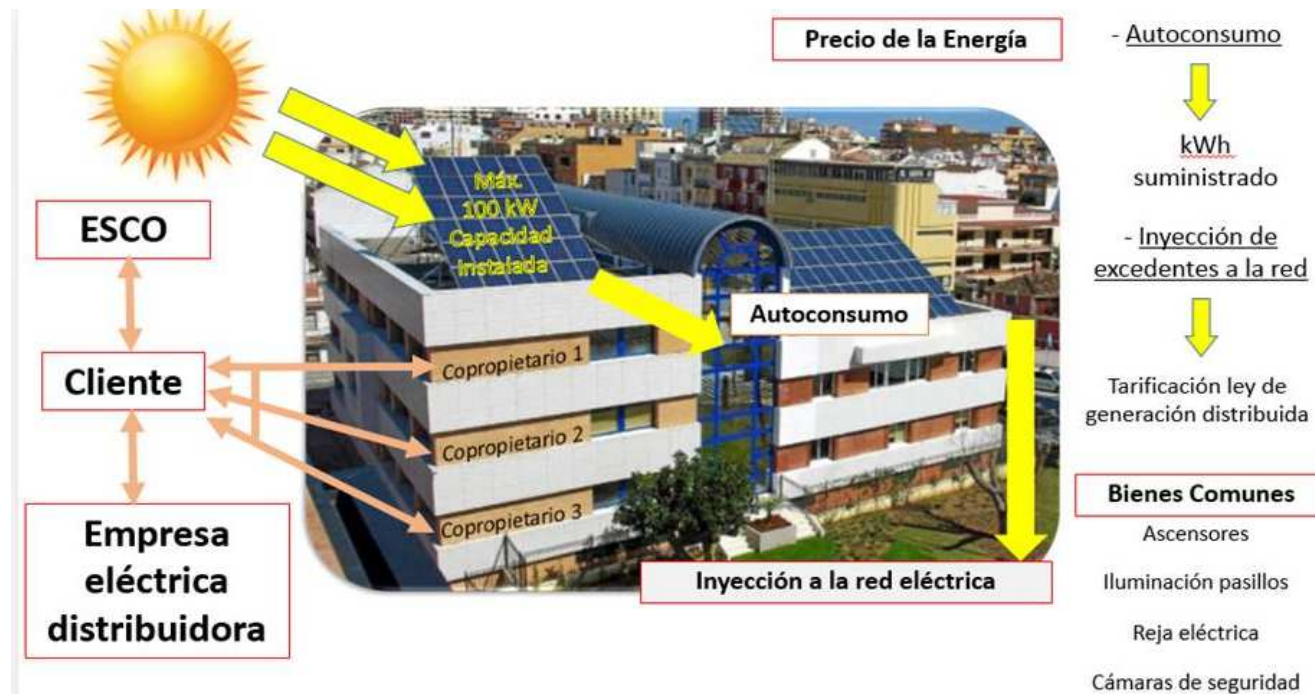 Precio de la Energía
- Autoconsumo
kWh
suministrado
- Inyección de
excedentes a la red
Tarificación ley de
generación distribuida
Bienes Comunes
Ascensores
Iluminación pasillos
Reja eléctrica
Cámaras de seguridad
Máx.
100 kW
Capacidad
instalada
ESCO
Cliente
Empresa
eléctrica
distribuidora
Autoconsumo
Copropietario 1
Copropietario 2
Copropietario 3
Inyección a la red eléctrica